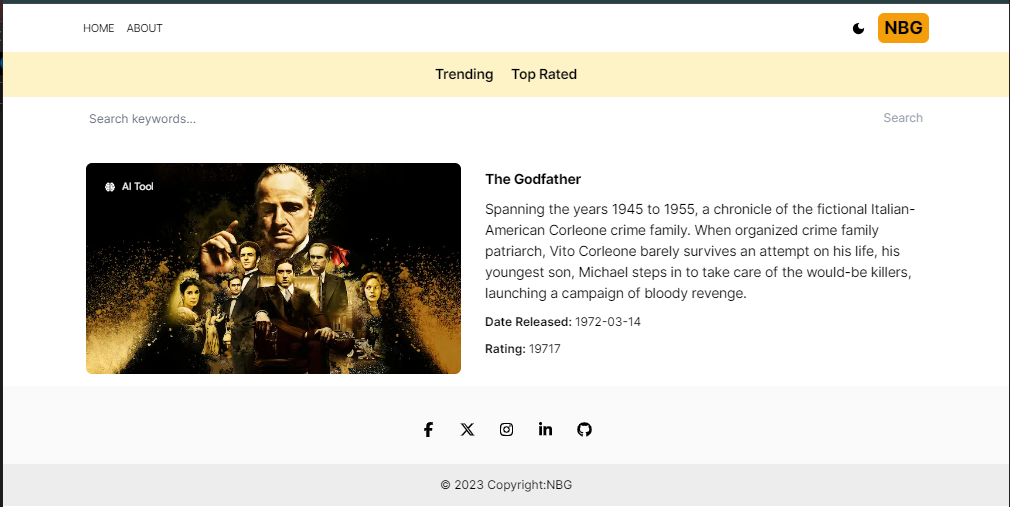 HOME ABOUT NBG
Trending Top Rated
Search keywords... Search
AI Tool
The Godfather
Spanning the years 1945 to 1955, a chronicle of the fictional Italian-
American Corleone crime family. When organized crime family
patriarch, Vito Corleone barely survives an attempt on his life, his
youngest son, Michael steps in to take care of the would-be killers,
launching a campaign of bloody revenge.
Date Released: 1972-03-14
Rating: 19717
© 2023 Copyright:NBG